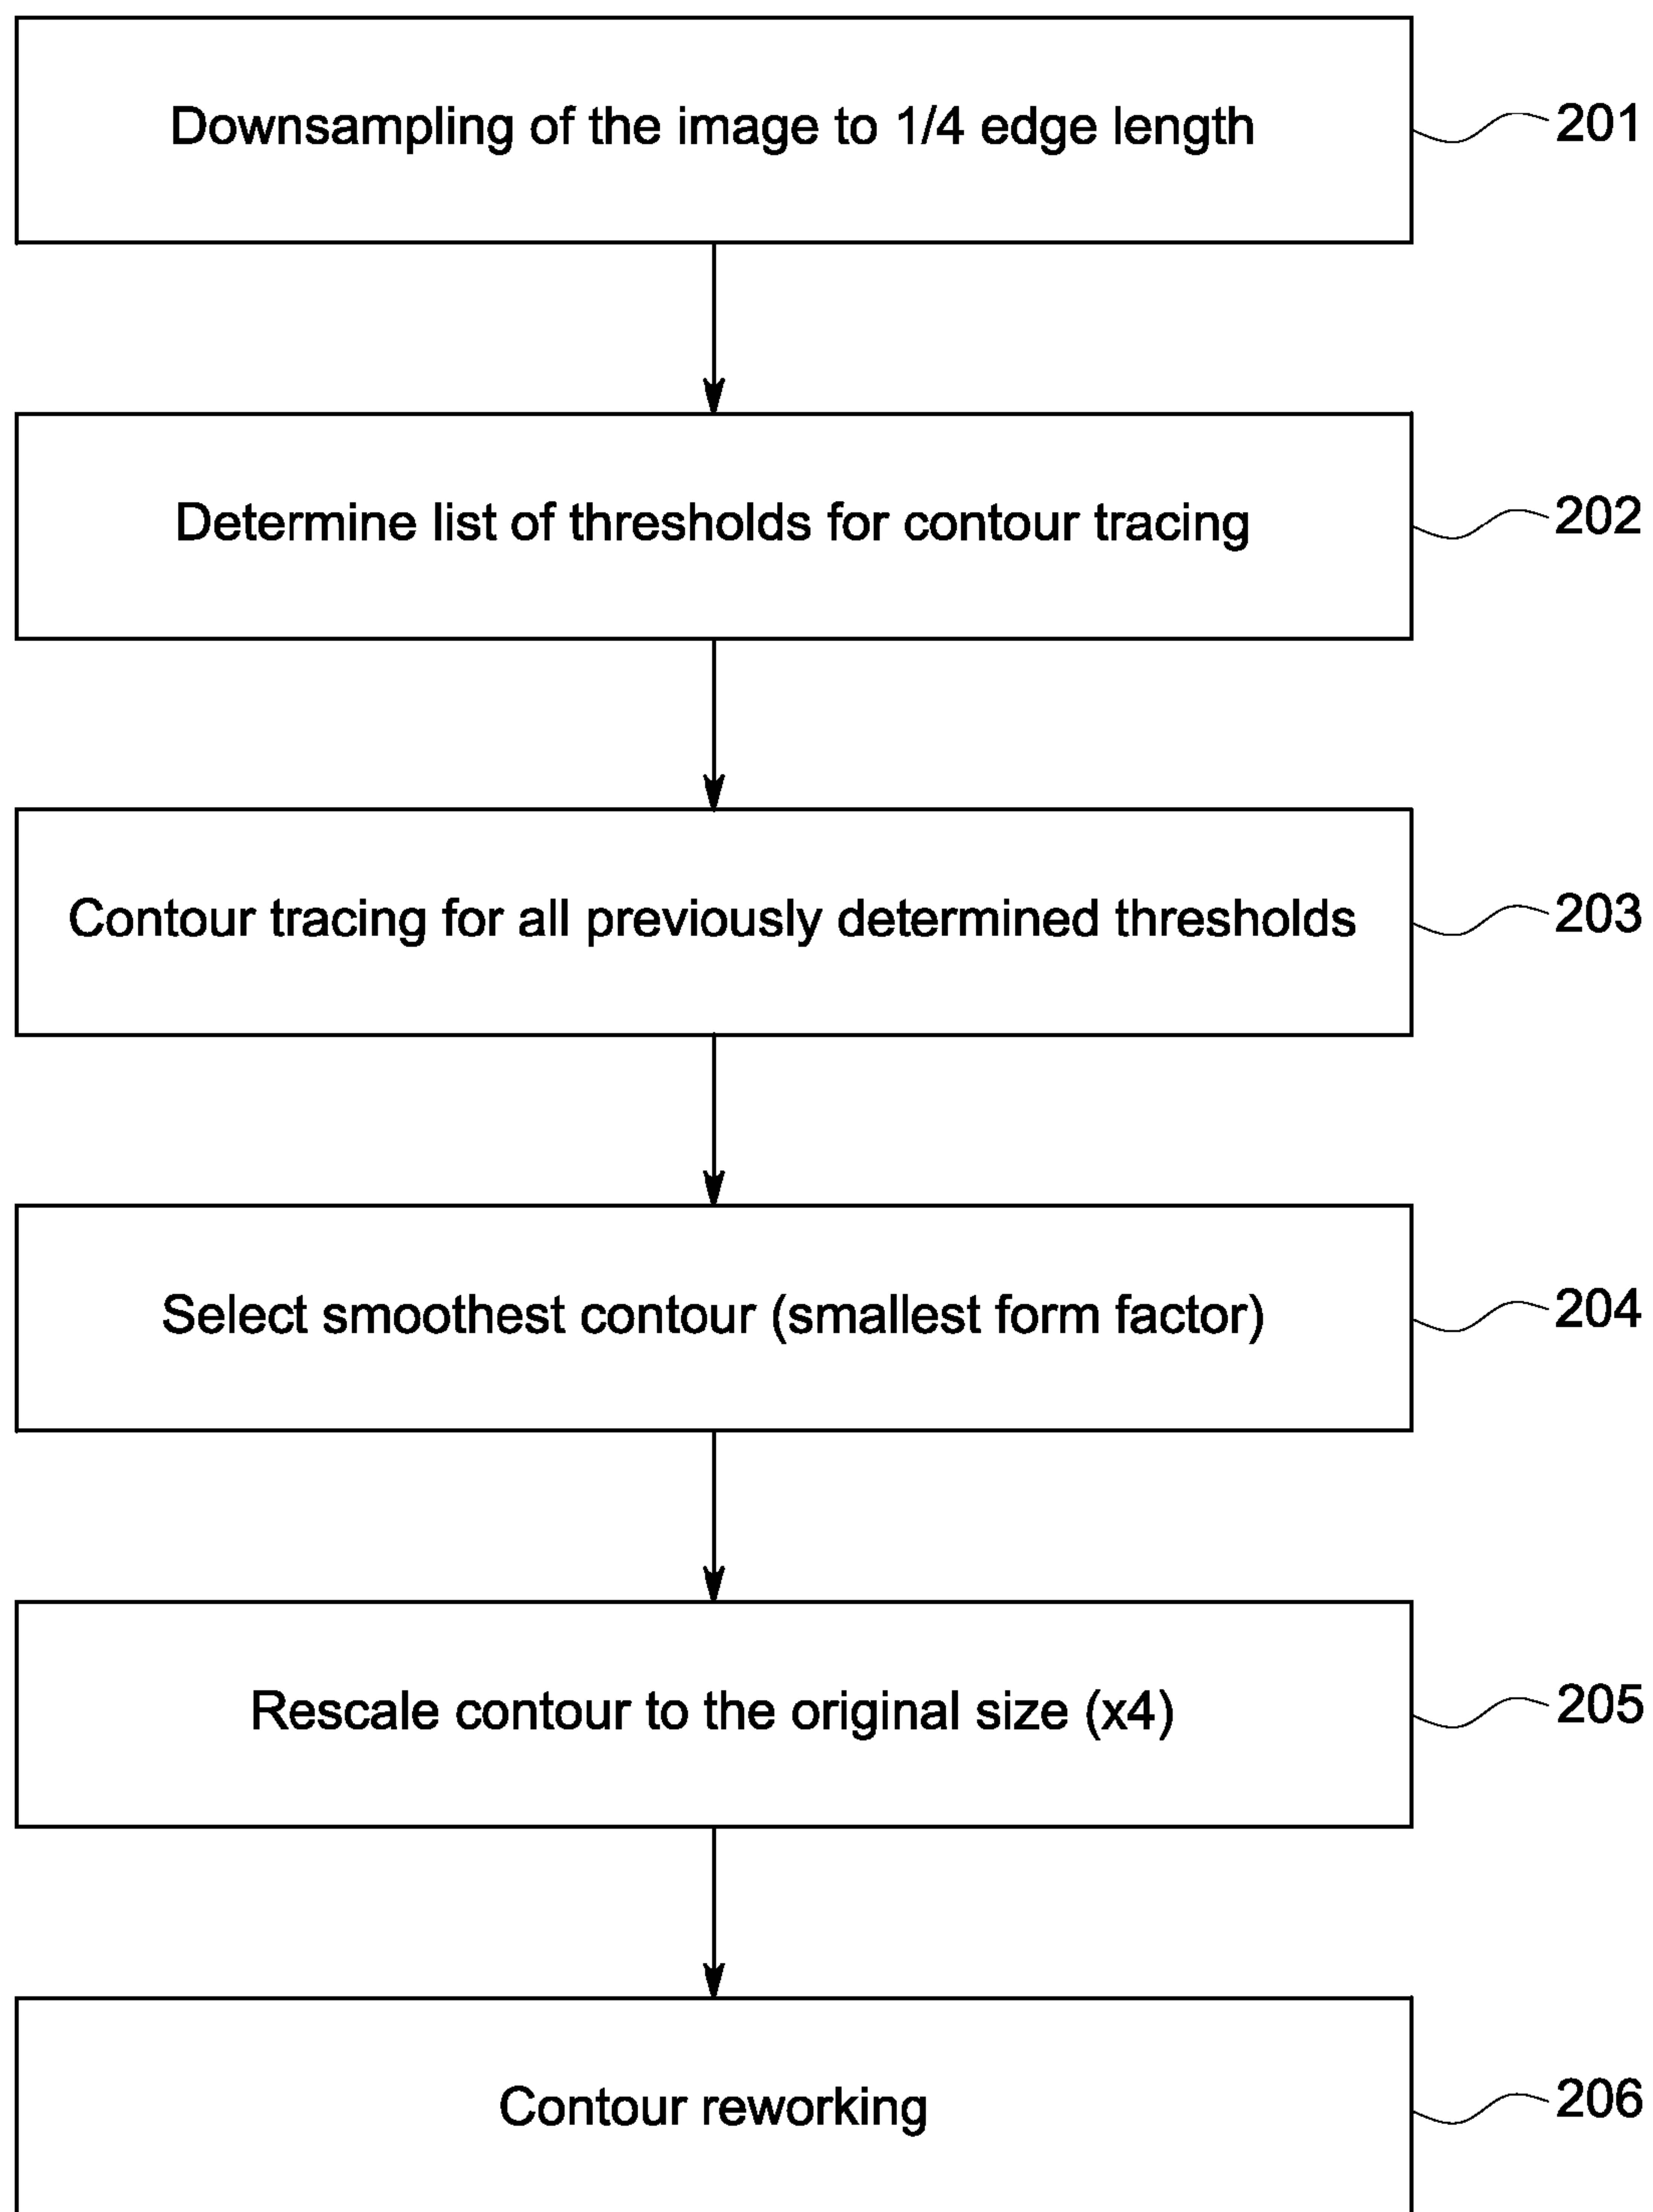 Downsampling of the image to 1/4 edge length 201
Determine list of thresholds for contour tracing 202
Contour tracing for all previously determined thresholds 203
Select smoothest contour (smallest form factor) 204
Rescale contour to the original size (x4) 205
Contour reworking 206